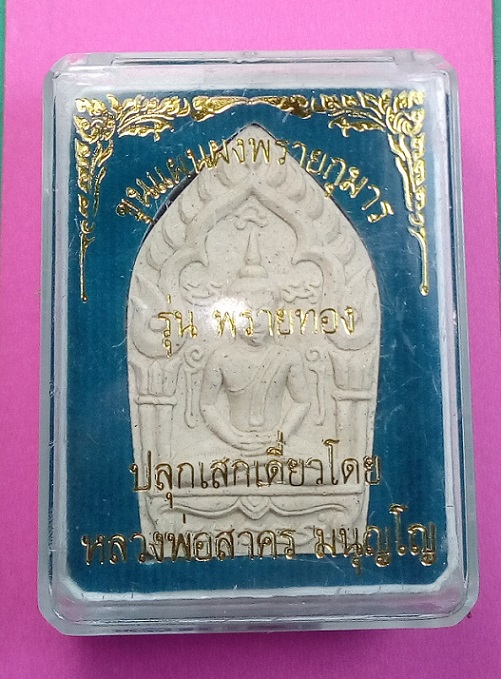 ขุนแผนผงพรายกุมาร
รุ่น พรายทอง
ปลุกเสกเดี่ยวโดย
หลวงพ่อสาคร มนุญโญ